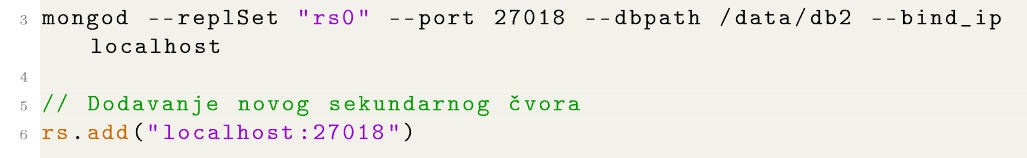 3 mongod --replSet "rs0" --port 27018 --dbpath /data/db2 --bind_ip
localhost
4
5 // Dodavanje novog sekundarnog čvora
6 rs.add("localhost:27018")